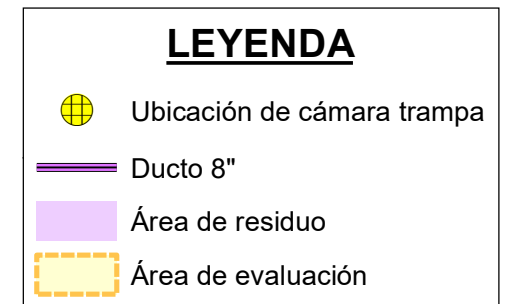 LEYENDA
Ubicación de cámara trampa
Ducto 8"
Área de residuo
Área de evaluación